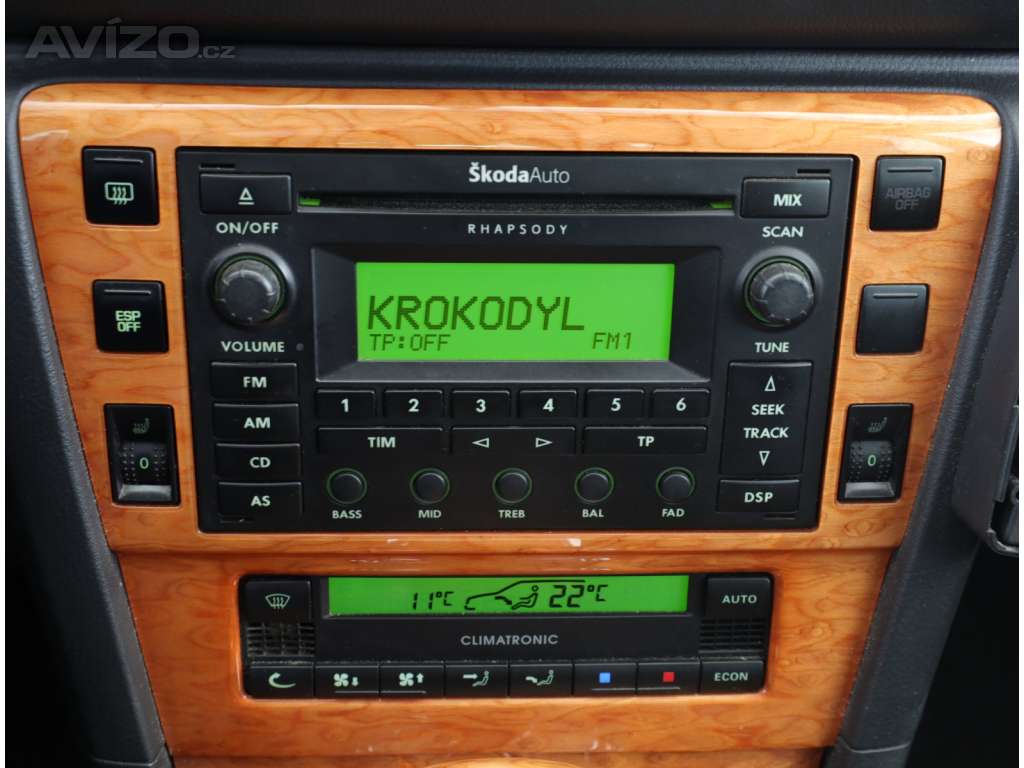 AVÍZO.cz
ŠkodaAuto
MIX
ON/OFF
RHAPSODY
SCAN
AIRBAG
OFF
ESP
OFF
KROKODYL
TP:OFF FM1
VOLUME
TUNE
FM
1 2 3 4 5 6
SEEK
TRACK
AM
TIM
TP
CD
AS
DSP
0
0
BASS MID TREB BAL FAD
11°C 22°C
AUTO
CLIMATRONIC
ECON